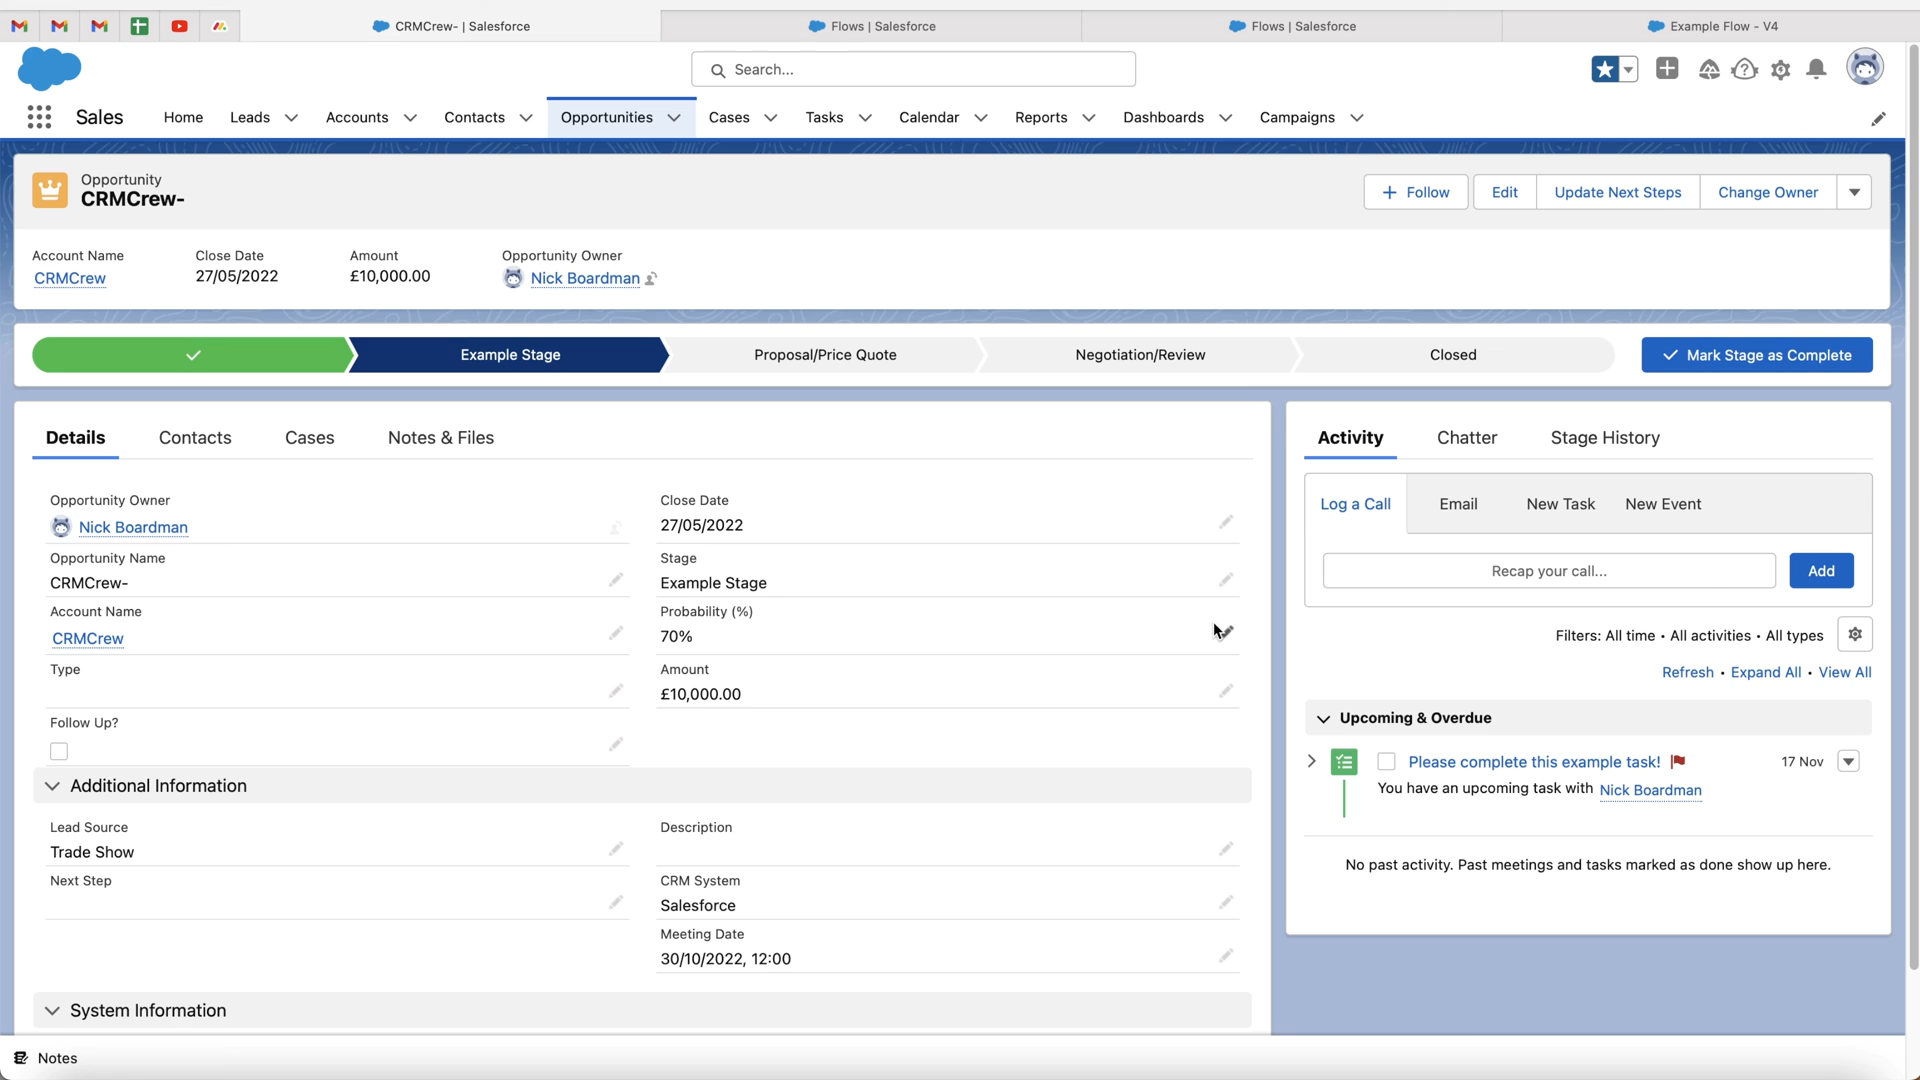 CRMCrew- | Salesforce
Flows | Salesforce
Flows | Salesforce
Example Flow - V4
Search...
Sales
Home
Leads
Accounts
Contacts
Opportunities
Cases
Tasks
Calendar
Reports
Dashboards
Campaigns
Opportunity
CRMCrew-
Follow
Edit
Update Next Steps
Change Owner
Account Name
CRMCrew
Close Date
27/05/2022
Amount
£10,000.00
Opportunity Owner
Nick Boardman
Example Stage
Proposal/Price Quote
Negotiation/Review
Closed
Mark Stage as Complete
Details
Contacts
Cases
Notes & Files
Opportunity Owner
Nick Boardman
Opportunity Name
CRMCrew-
Account Name
CRMCrew
Type
Follow Up?
Close Date
27/05/2022
Stage
Example Stage
Probability (%)
70%
Amount
£10,000.00
Additional Information
Lead Source
Trade Show
Next Step
Description
CRM System
Salesforce
Meeting Date
30/10/2022, 12:00
System Information
Activity
Chatter
Stage History
Log a Call
Email
New Task
New Event
Recap your call...
Add
Filters: All time • All activities • All types
Refresh • Expand All • View All
Upcoming & Overdue
Please complete this example task!
17 Nov
You have an upcoming task with Nick Boardman
No past activity. Past meetings and tasks marked as done show up here.
Notes